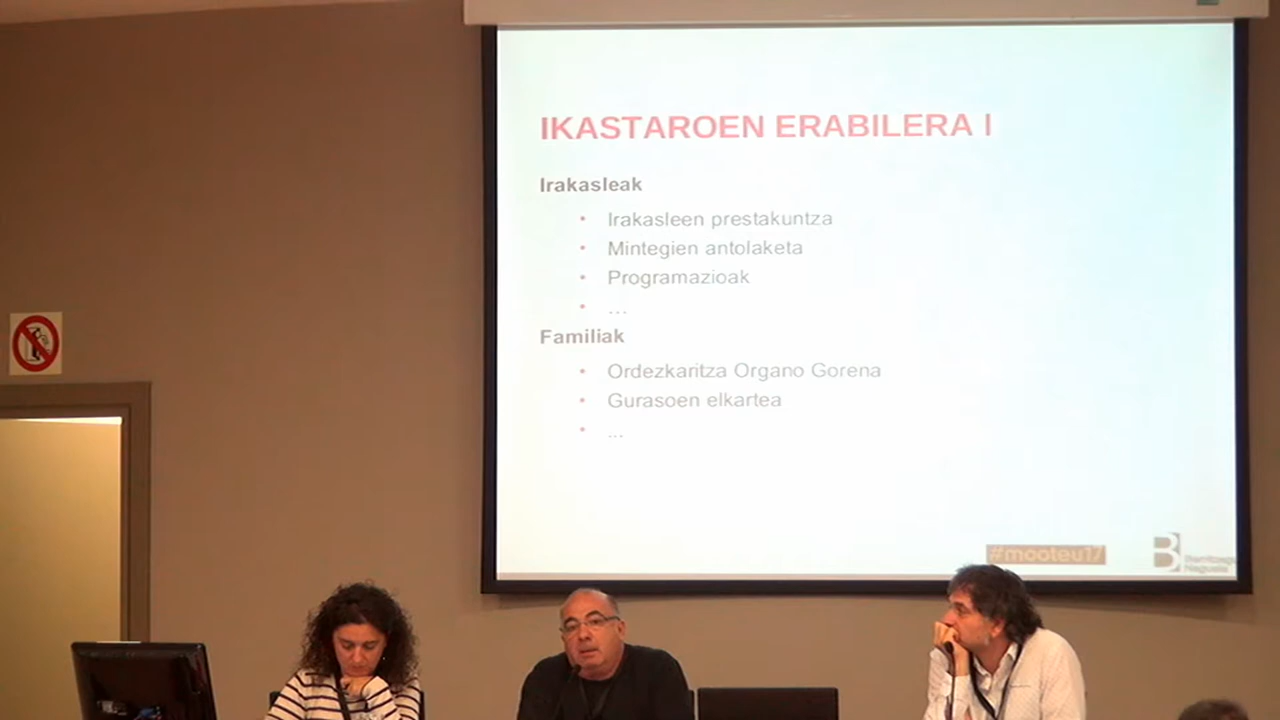 IKASTAROEN ERABILERA I
Irakasleak
• Irakasleen prestakuntza
• Mintegien antolaketa
• Programazioak
• ...
Familiak
• Ordezkaritza Organo Gorena
• Gurasoen elkartea
• ...
#mooteu17
B